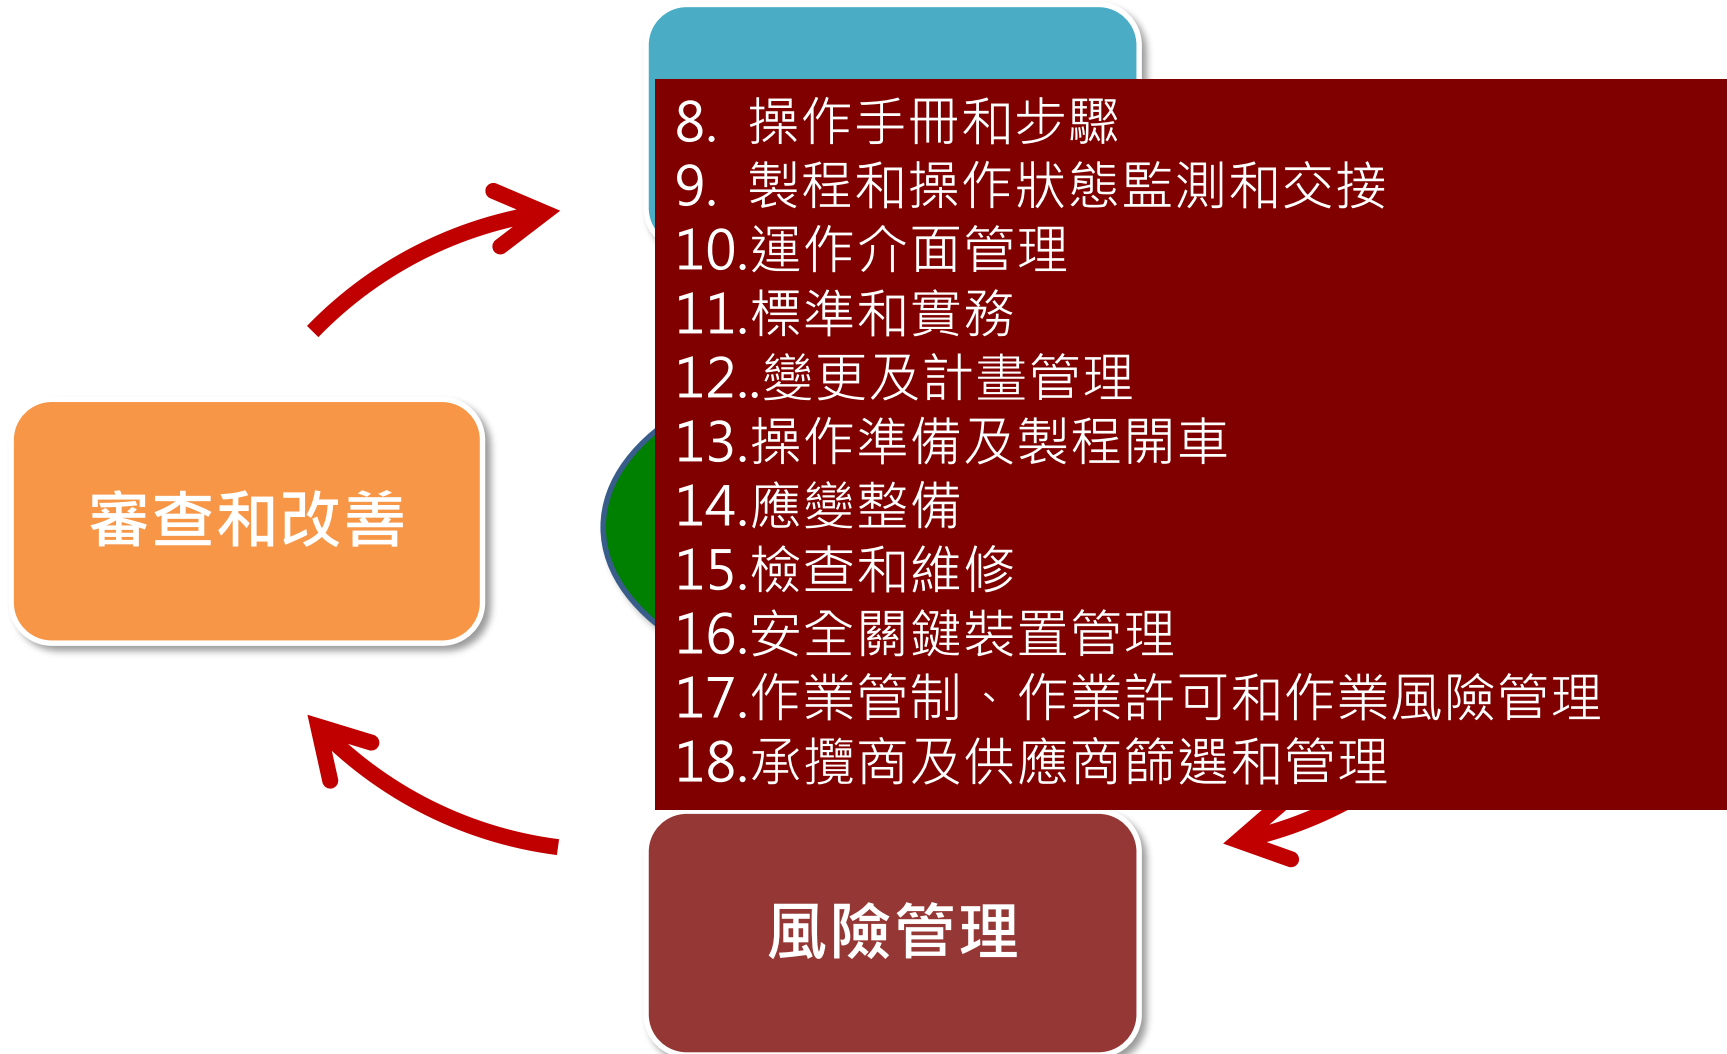 8. 操作手冊和步驟
9. 製程和操作狀態監測和交接
10.運作介面管理
11.標準和實務
12..變更及計畫管理
13.操作準備及製程開車
14.應變整備
15.檢查和維修
16.安全關鍵裝置管理
17.作業管制、作業許可和作業風險管理
18.承攬商及供應商篩選和管理
審查和改善
風險管理